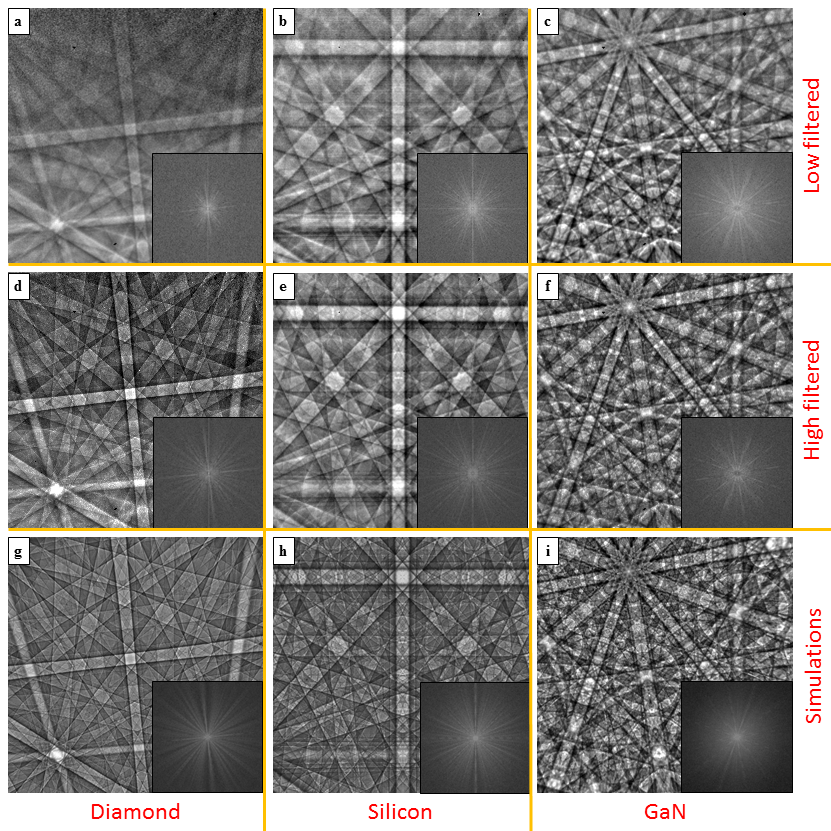 a
b
c
Low filtered
d
e
f
High filtered
g
h
i
Simulations
Diamond
Silicon
GaN